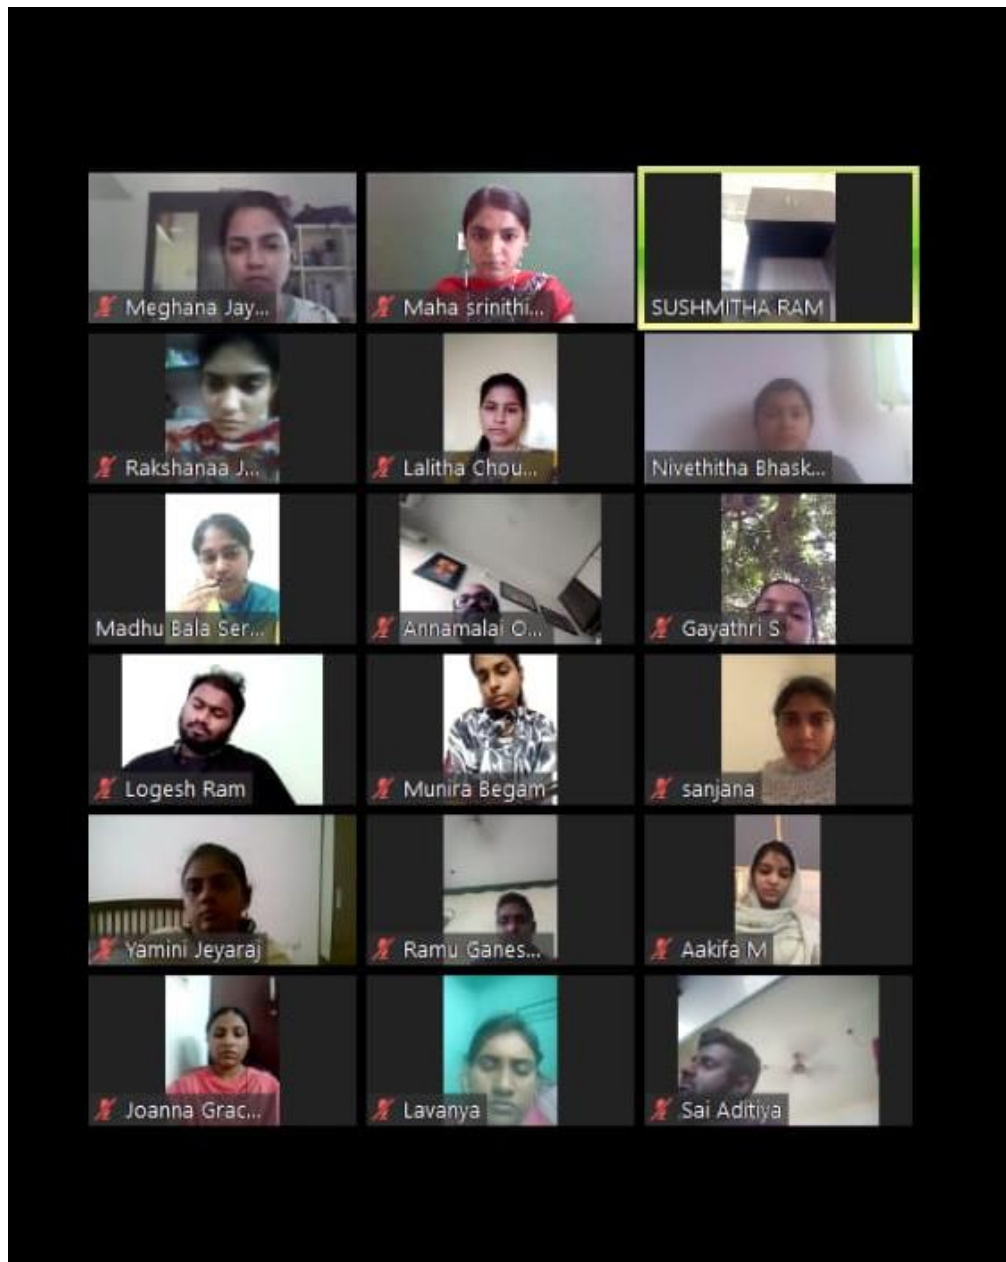 Meghana Jay...
Maha srinithi...
SUSHMITHA RAM
Rakshanaa J...
Lalitha Chou...
Nivethitha Bhask...
Madhu Bala Ser...
Annamalai O...
Gayathri S
Logesh Ram
Munira Begam
sanjana
Yamini Jeyaraj
Ramu Ganes...
Aakifa M
Joanna Grac...
Lavanya
Sai Aditiya